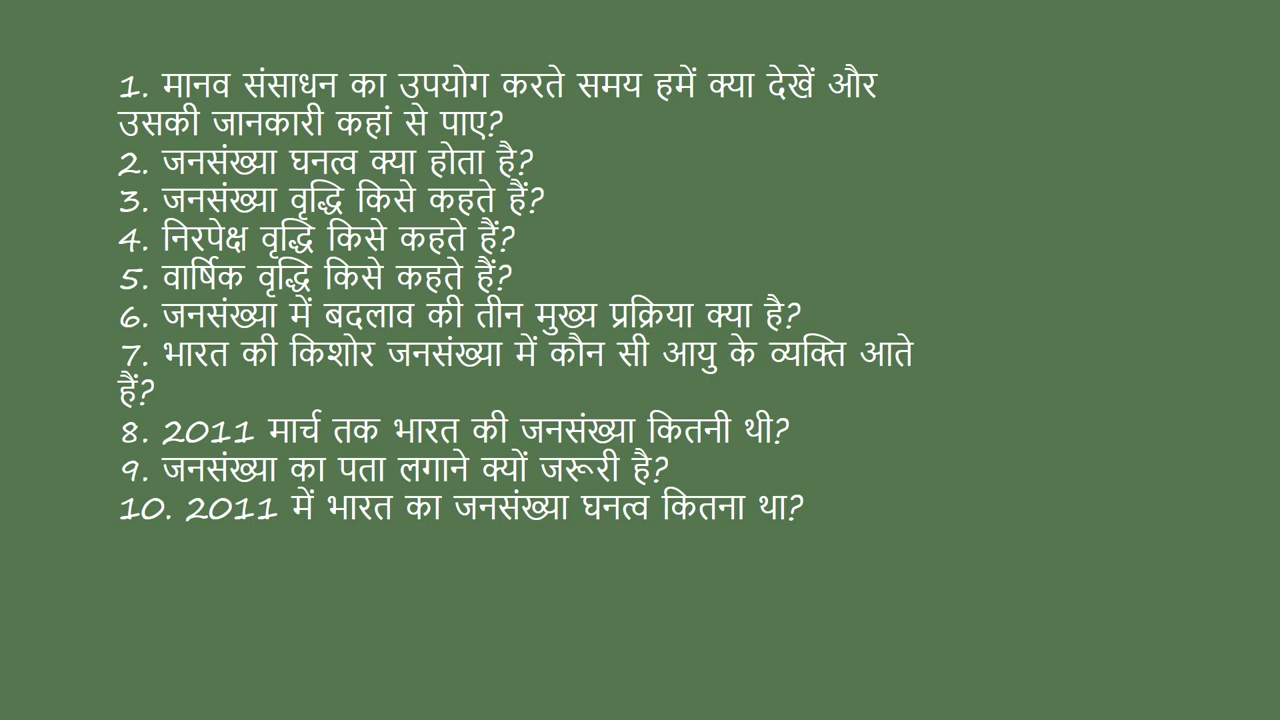 1. मानव संसाधन का उपयोग करते समय हमें क्या देखें और
उसकी जानकारी कहां से पाए?
2. जनसंख्या घनत्व क्या होता है?
3. जनसंख्या वृद्धि किसे कहते हैं?
4. निरपेक्ष वृद्धि किसे कहते हैं?
5. वार्षिक वृद्धि किसे कहते हैं?
6. जनसंख्या में बदलाव की तीन मुख्य प्रक्रिया क्या है?
7. भारत की किशोर जनसंख्या में कौन सी आयु के व्यक्ति आते
हैं?
8. 2011 मार्च तक भारत की जनसंख्या कितनी थी?
9. जनसंख्या का पता लगाने क्यों जरूरी है?
10. 2011 में भारत का जनसंख्या घनत्व कितना था?